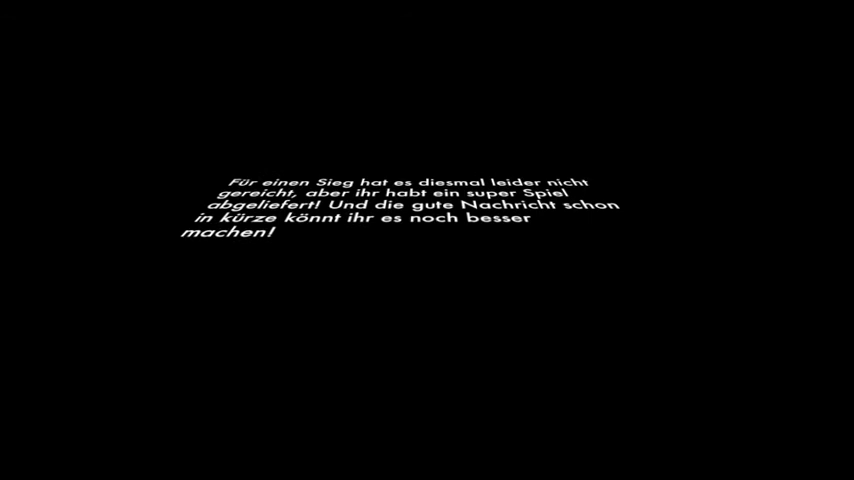 Für einen Sieg hat es diesmal leider nicht
gereicht, aber ihr habt ein super Spiel
abgeliefert! Und die gute Nachricht schon
in kürze könnt ihr es noch besser
machen!